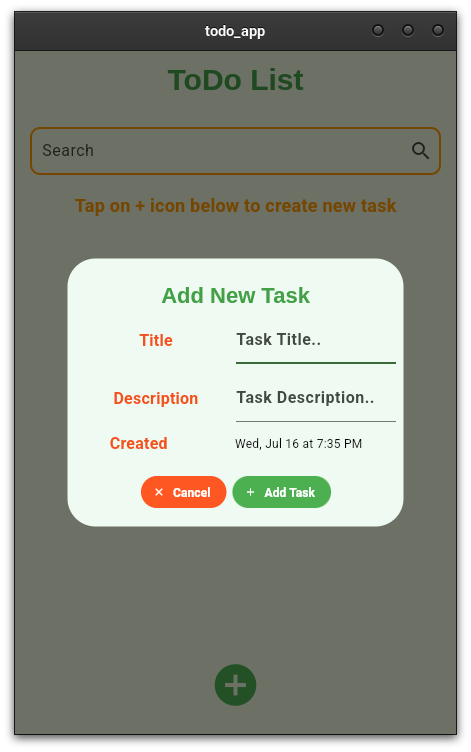 todo_app
ToDo List
Search
Tap on + icon below to create new task
Add New Task
Title Task Title..
Description Task Description..
Created Wed, Jul 16 at 7:35 PM
× Cancel + Add Task